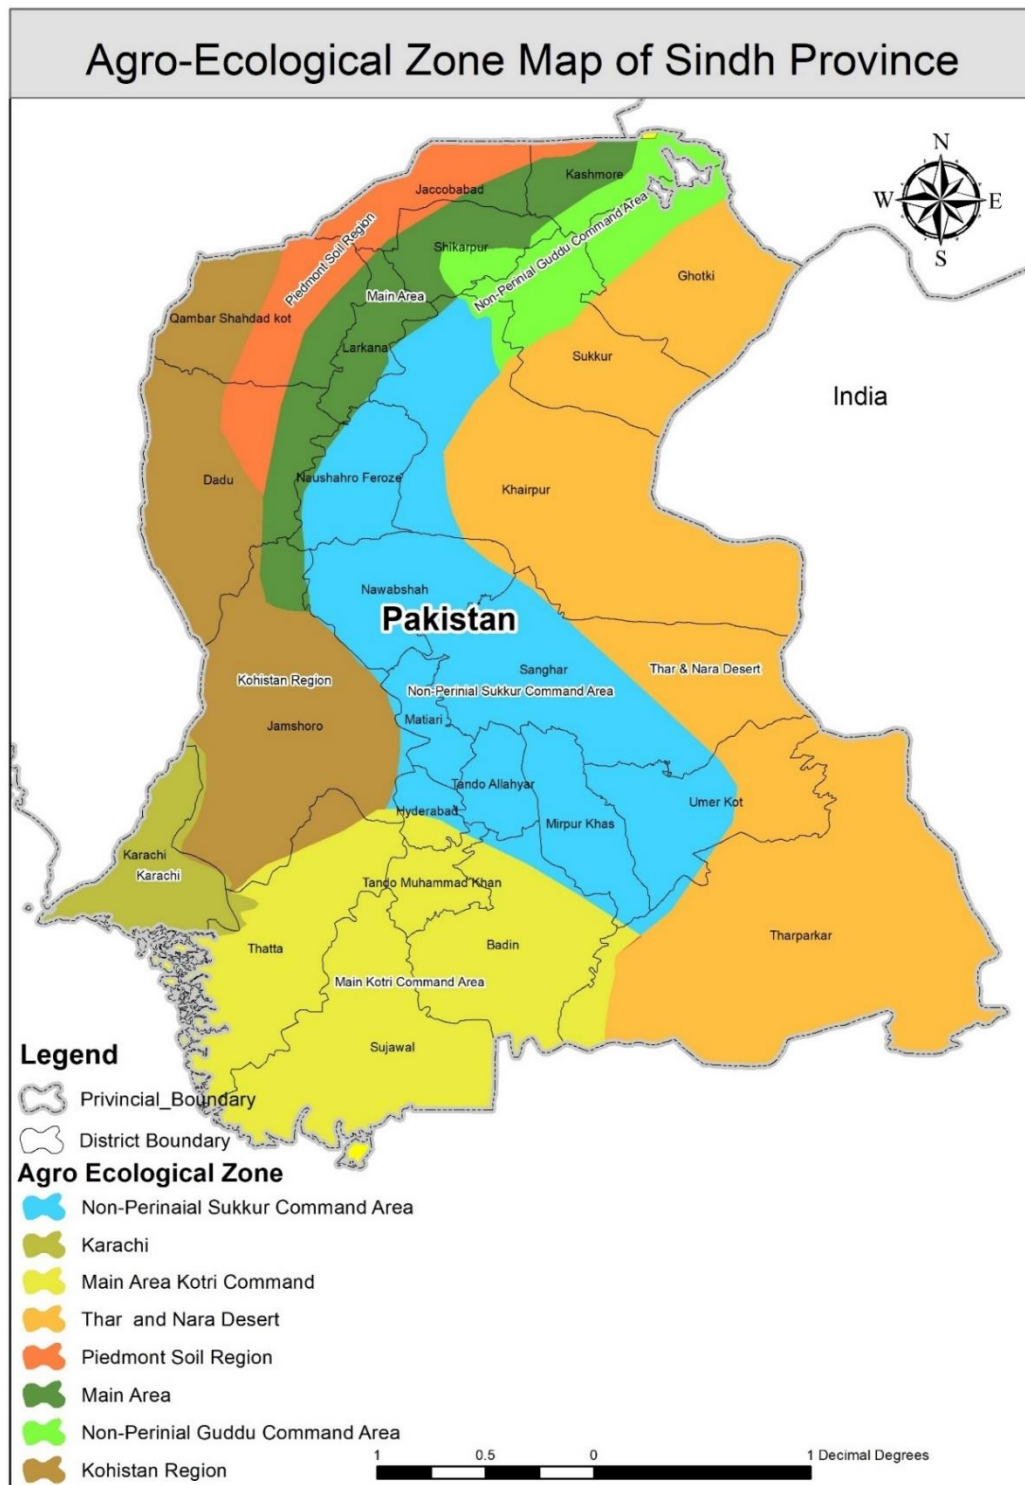 Agro-Ecological Zone Map of Sindh Province
N
W E
S
Kashmore
Jaccobabad
Shikarpur
Non-Perinial Guddu Command Area
Piedmont Soil Region
Ghotki
Main Area
Qambar Shahdad kot
Larkana
Sukkur
India
Dadu
Naushahro Feroze
Khairpur
Nawabshah
Pakistan
Sanghar
Thar & Nara Desert
Kohistan Region
Non-Perinial Sukkur Command Area
Matiari
Jamshoro
Tando Allahyar
Umer Kot
Hyderabad
Mirpur Khas
Karachi
Karachi
Tando Muhammad Khan
Tharparkar
Thatta
Badin
Main Kotri Command Area
Sujawal
Legend
Privincial_Boundary
District Boundary
Agro Ecological Zone
Non-Perinaial Sukkur Command Area
Karachi
Main Area Kotri Command
Thar and Nara Desert
Piedmont Soil Region
Main Area
Non-Perinial Guddu Command Area
Kohistan Region
1 0.5 0 1 Decimal Degrees